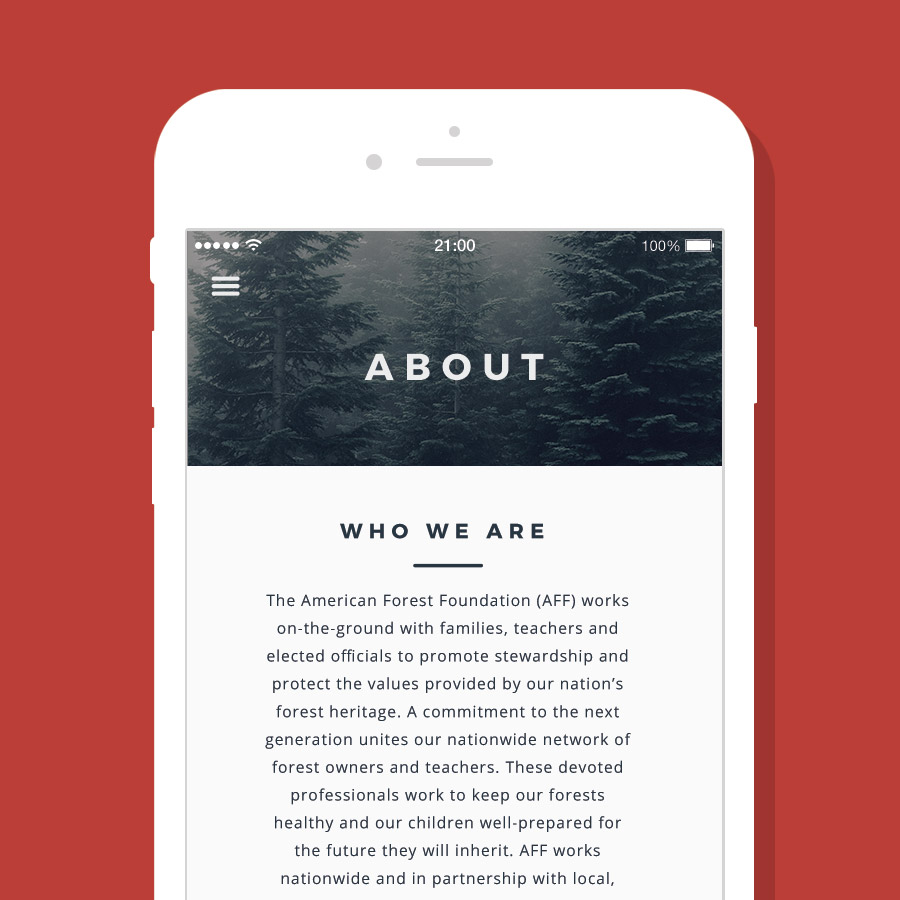 21:00
100%
ABOUT
WHO WE ARE
The American Forest Foundation (AFF) works
on-the-ground with families, teachers and
elected officials to promote stewardship and
protect the values provided by our nation’s
forest heritage. A commitment to the next
generation unites our nationwide network of
forest owners and teachers. These devoted
professionals work to keep our forests
healthy and our children well-prepared for
the future they will inherit. AFF works
nationwide and in partnership with local,